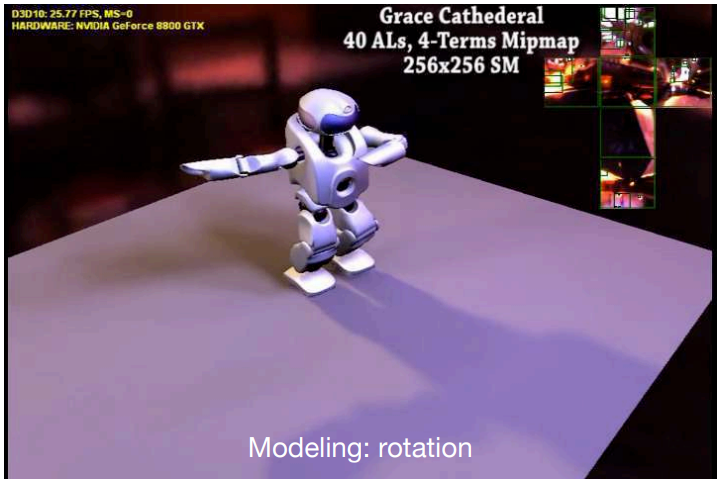 D3D10: 25.77 FPS, MS=0
HARDWARE: NVIDIA GeForce 8800 GTX
Grace Cathederal
40 ALs, 4-Terms Mipmap
256x256 SM
Modeling: rotation